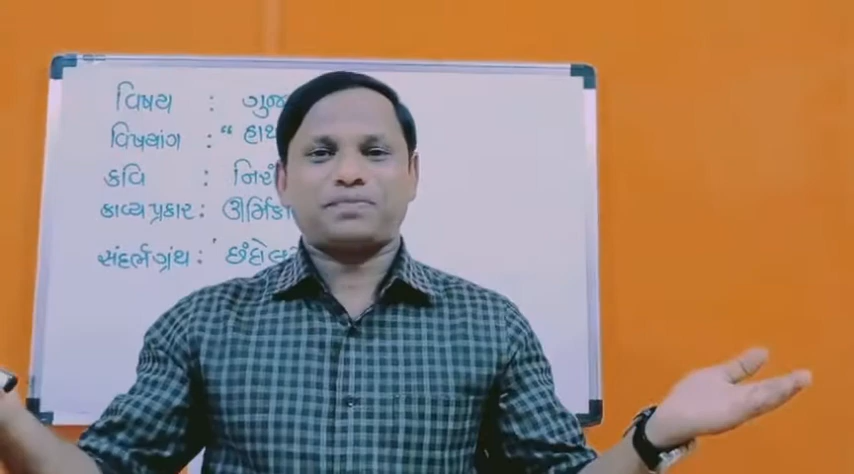 વિષય : ગુજ
વિષયાંગ : "હાથ
કવિ : નિરં
કાવ્યપ્રકાર : ઊર્મિકા
સંદર્ભગ્રંથ : છંદોલ